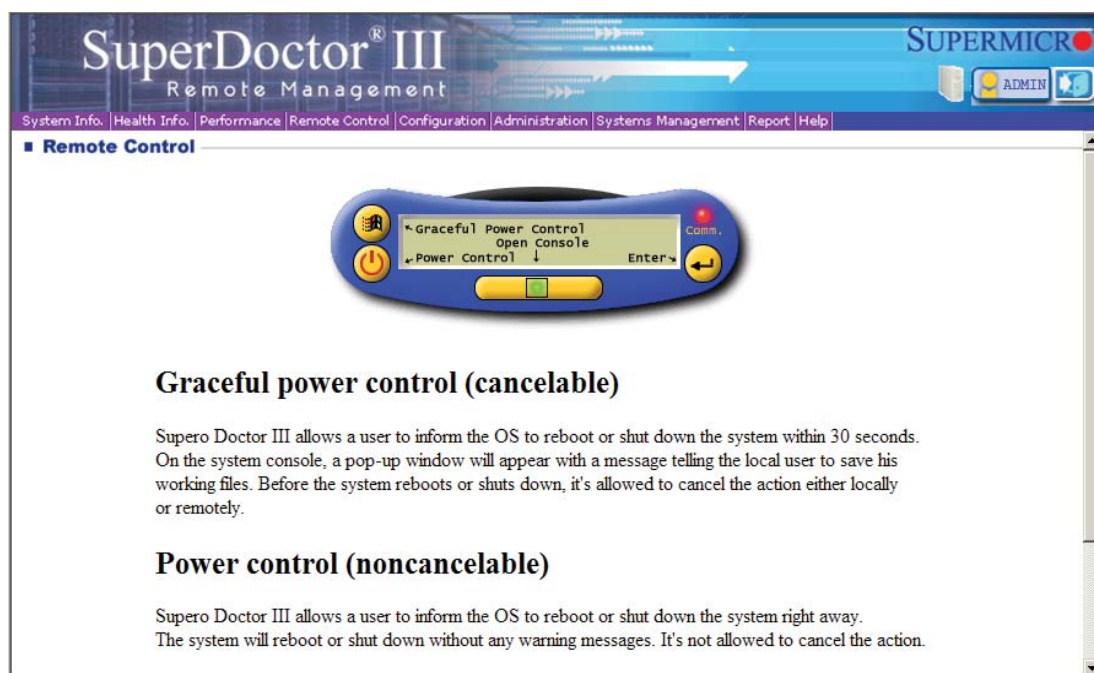 SuperDoctor® III
Remote Management
SUPERMICR
ADMIN
System Info. Health Info. Performance Remote Control Configuration Administration Systems Management Report Help
Remote Control
Graceful Power Control
Open Console
Power Control Enter
Comm.
Graceful power control (cancelable)
Supero Doctor III allows a user to inform the OS to reboot or shut down the system within 30 seconds.
On the system console, a pop-up window will appear with a message telling the local user to save his
working files. Before the system reboots or shuts down, it's allowed to cancel the action either locally
or remotely.
Power control (noncancelable)
Supero Doctor III allows a user to inform the OS to reboot or shut down the system right away.
The system will reboot or shut down without any warning messages. It's not allowed to cancel the action.